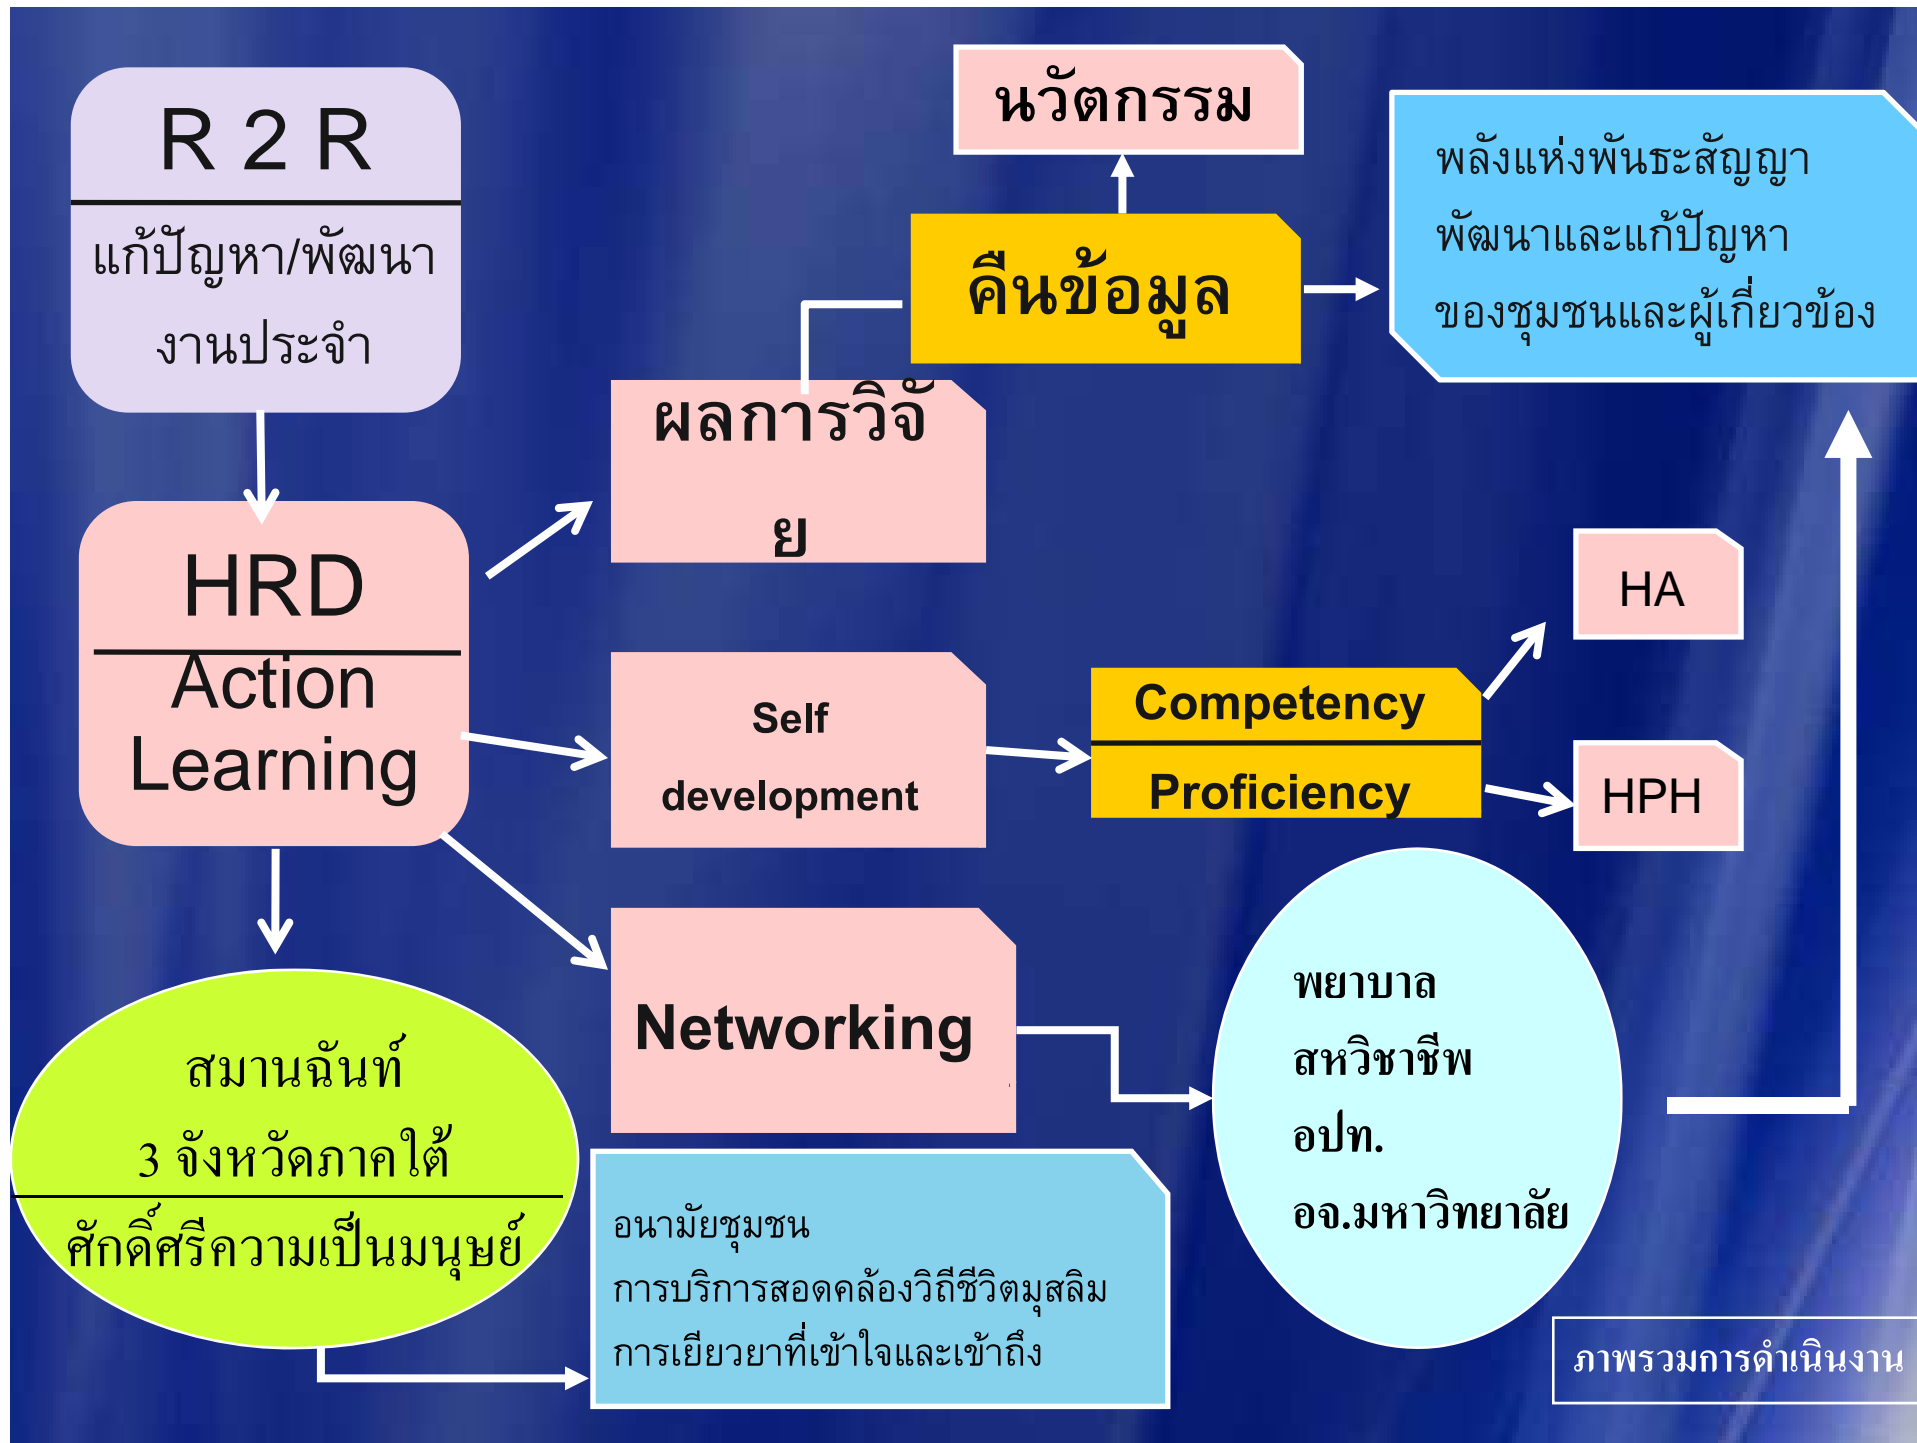 R 2 R
แก้ปัญหา/พัฒนา
งานประจำ
นวัตกรรม
คืนข้อมูล
พลังแห่งพันธะสัญญา
พัฒนาและแก้ปัญหา
ของชุมชนและผู้เกี่ยวข้อง
ผลการวิจั
ย
HRD
Action
Learning
Self
development
Competency
Proficiency
HA
HPH
Networking
พยาบาล
สหวิชาชีพ
อปท.
อจ.มหาวิทยาลัย
สมานฉันท์
3 จังหวัดภาคใต้
ศักดิ์ศรีความเป็นมนุษย์
อนามัยชุมชน
การบริการสอดคล้องวิถีชีวิตมุสลิม
การเยียวยาที่เข้าใจและเข้าถึง
ภาพรวมการดำเนินงาน